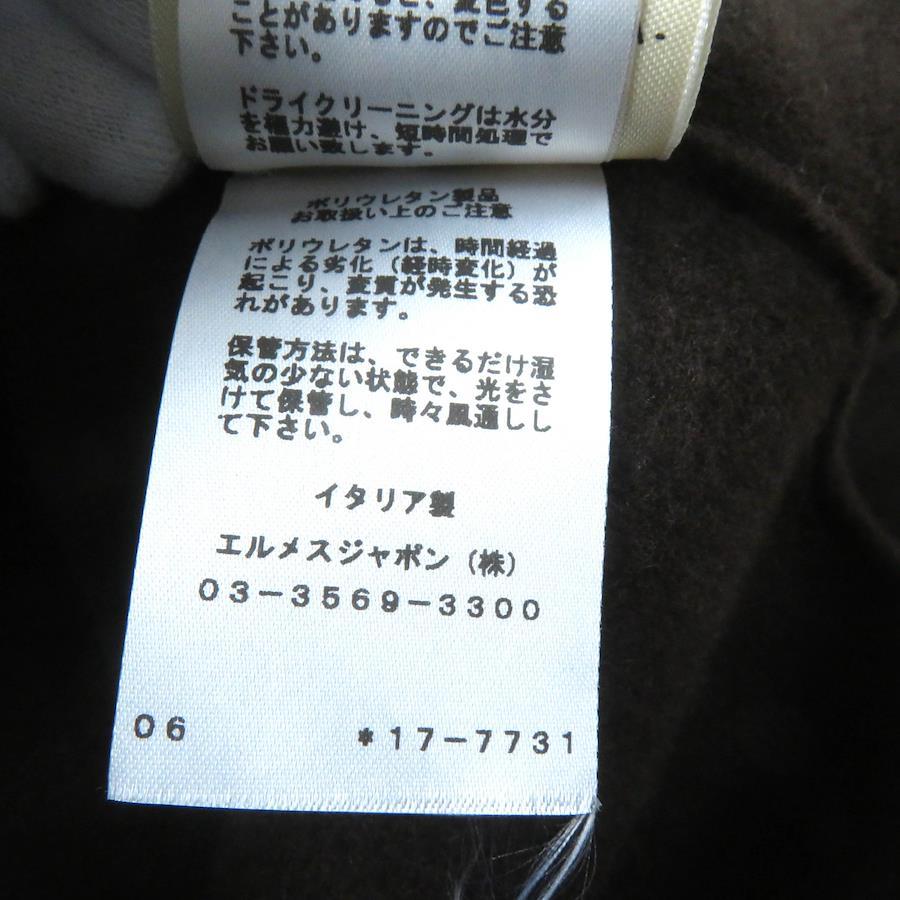 変色する
ことがありますのでご注意
下さい。
ドライクリーニングは水分
を極力避け、短時間処理で
お願い致します。
ポリウレタン製品
お取扱い上のご注意
ポリウレタンは、時間経過
による劣化（経時変化）が
起こり、変質が発生する恐
れがあります。
保管方法は、できるだけ湿
気の少ない状態で、光をさ
けて保管し、時々風通しし
て下さい。
イタリア製
エルメスジャポン（株）
03-3569-3300
06 *17-7731